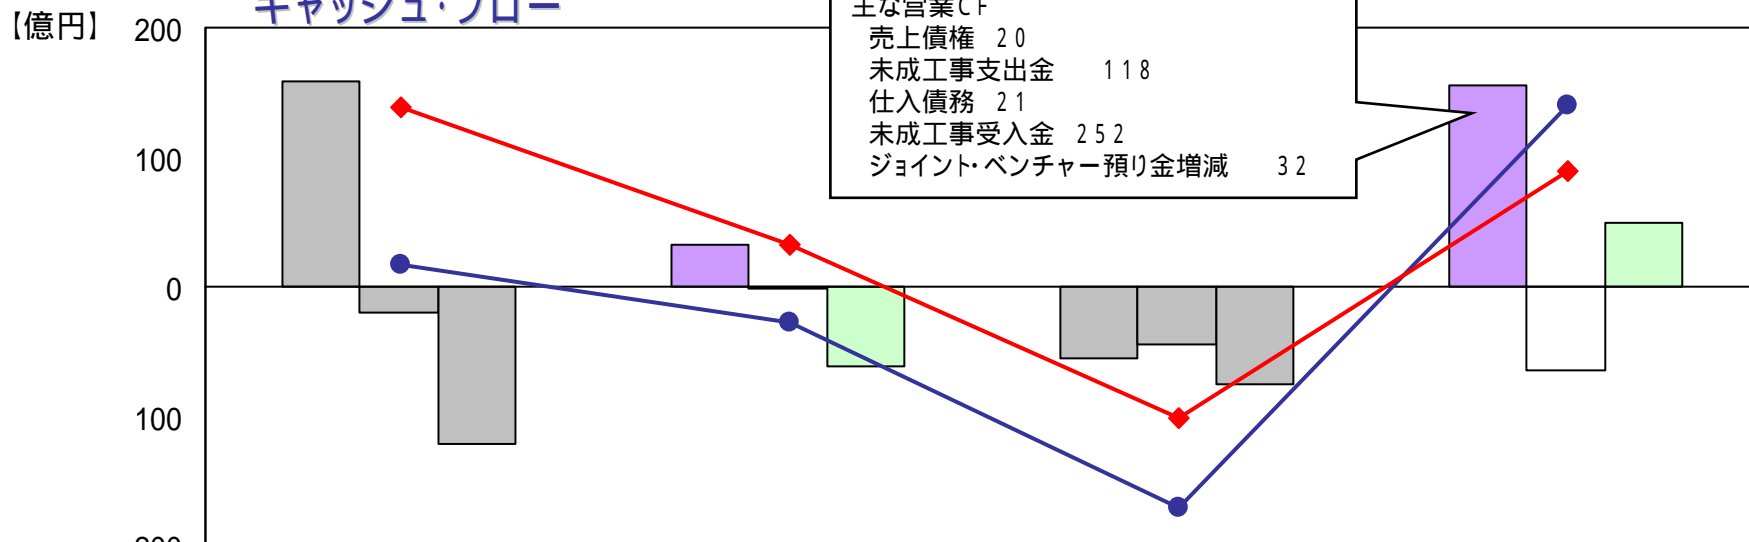 キャッシュ・フロー
【億円】
200
主な営業CF
売上債権 20
未成工事支出金 118
仕入債務 21
未成工事受入金 252
ジョイント・ベンチャー預り金増減 32
100
0
100
200